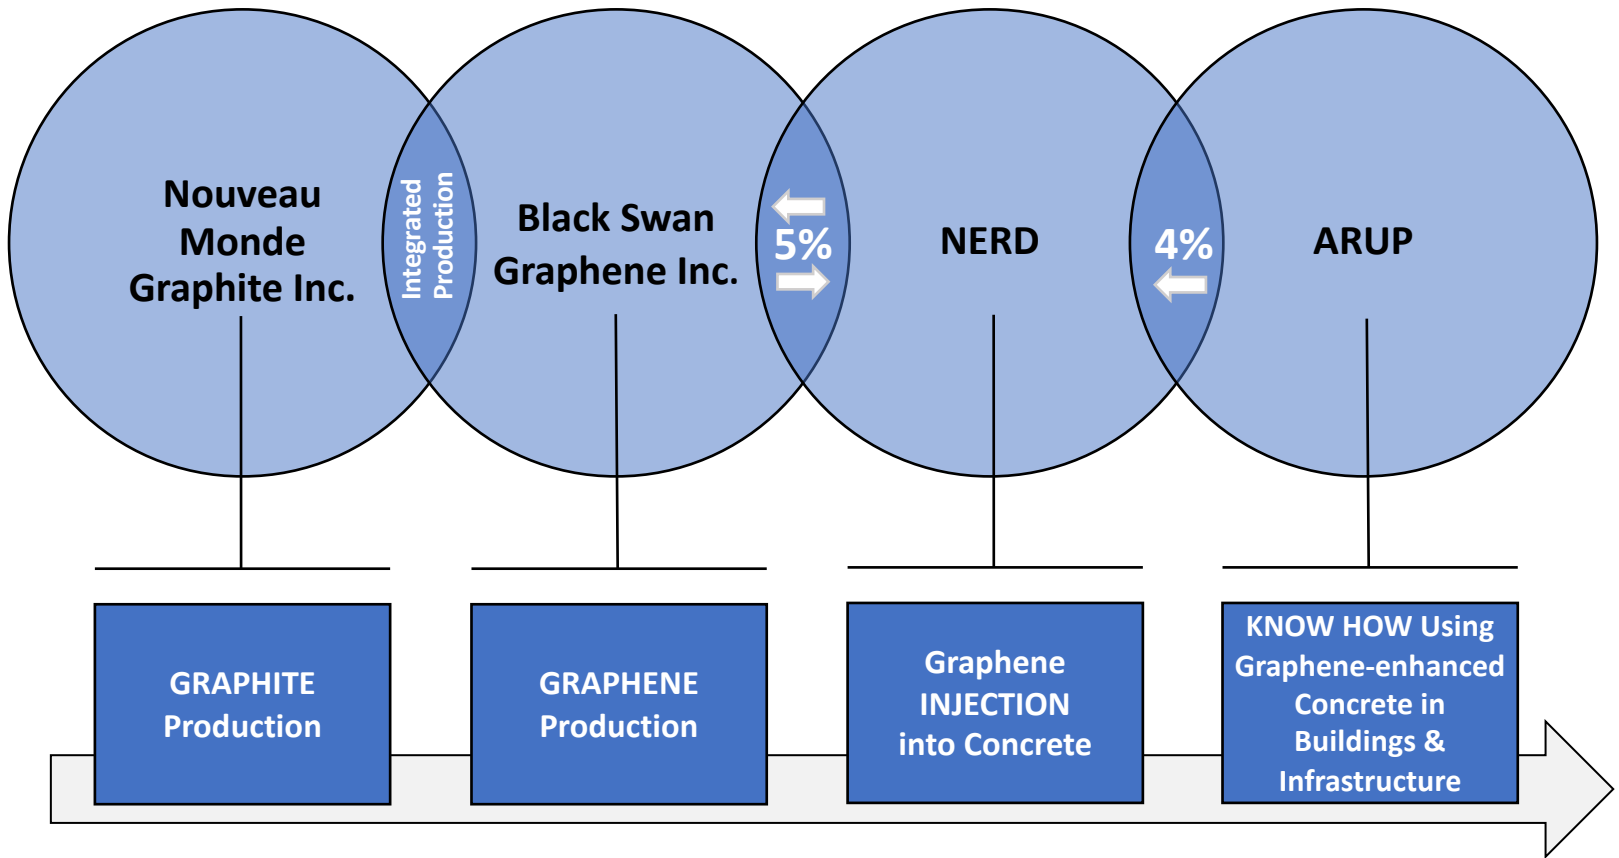 Nouveau
Monde
Graphite Inc.
Integrated
Production
Black Swan
Graphene Inc.
5%
NERD
4%
ARUP
GRAPHITE
Production
GRAPHENE
Production
Graphene
INJECTION
into Concrete
KNOW HOW Using
Graphene-enhanced
Concrete in
Buildings &
Infrastructure